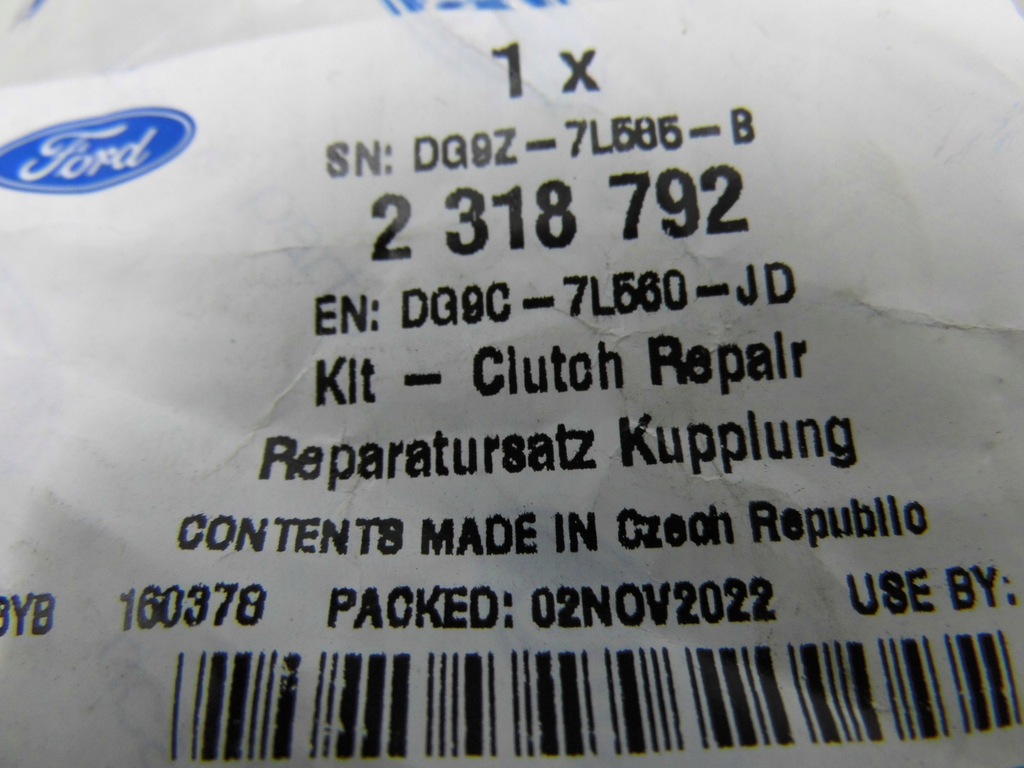 1 x
Ford
SN: DG9Z-7L585-B
2 318 792
EN: DG9C-7L560-JD
Kit - Clutch Repair
Reparatursatz Kupplung
CONTENTS MADE IN Czech Republic
160378 PACKED: 02NOV2022 USE BY: